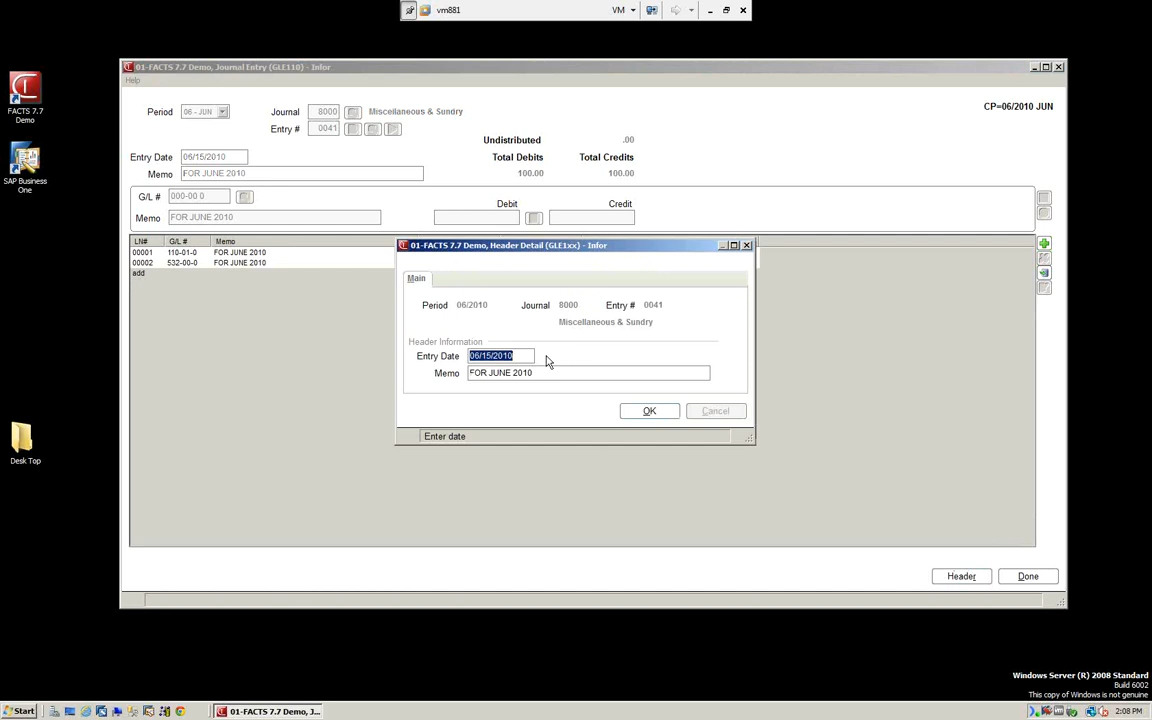 vm881
VM
01-FACTS 7.7 Demo, Journal Entry (GLE110) - Infor
Help
FACTS 7.7
Demo
SAP Business
One
Desk Top
Period 06 - JUN Journal 8000 Miscellaneous & Sundry
CP=06/2010 JUN
Entry # 0041
Undistributed .00
Entry Date 06/15/2010 Total Debits Total Credits
Memo FOR JUNE 2010 100.00 100.00
G/L # 000-00 0 Debit Credit
Memo FOR JUNE 2010
LN# G/L # Memo
00001 110-01-0 FOR JUNE 2010
00002 532-00-0 FOR JUNE 2010
add
01-FACTS 7.7 Demo, Header Detail (GLE1xx) - Infor
Main
Period 06/2010 Journal 8000 Entry # 0041
Miscellaneous & Sundry
Header Information
Entry Date 06/15/2010
Memo FOR JUNE 2010
OK Cancel
Enter date
Header Done
Windows Server (R) 2008 Standard
Build 6002
This copy of Windows is not genuine
Start
01-FACTS 7.7 Demo, J...
2:08 PM